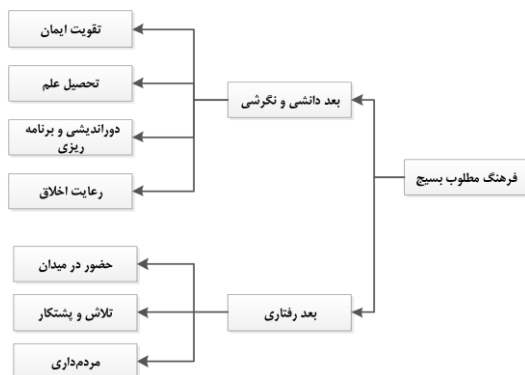 فرهنگ مطلوب بسیج
بعد دانشی و نگرشی
تقویت ایمان
تحصیل علم
دوراندیشی و برنامه
ریزی
رعایت اخلاق
بعد رفتاری
حضور در میدان
تلاش و پشتکار
مردم‌داری